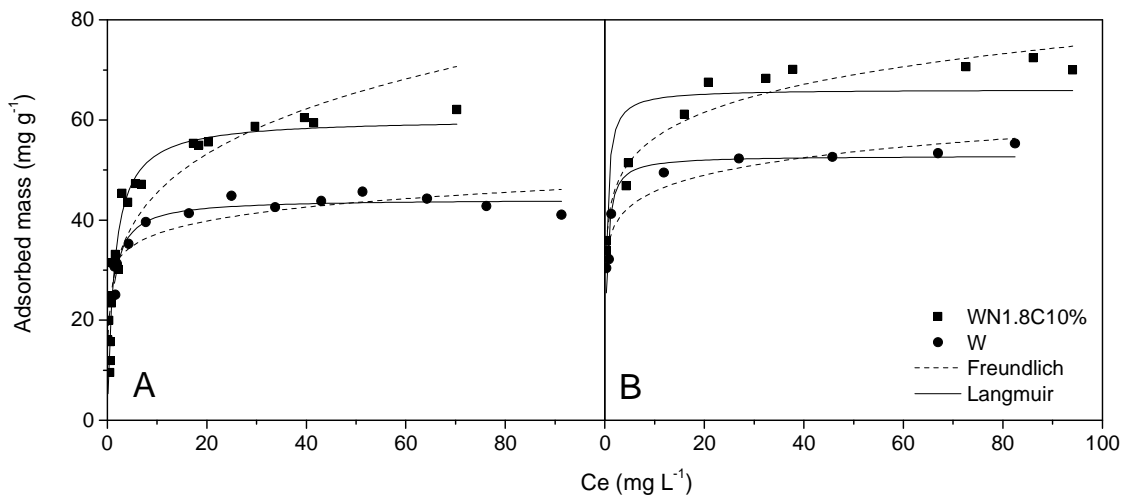 80
60
40
20
0
Adsorbed mass (mg g⁻¹)
A
B
WN1.8C10%
W
Freundlich
Langmuir
0 20 40 60 80 0 20 40 60 80 100
Ce (mg L⁻¹)